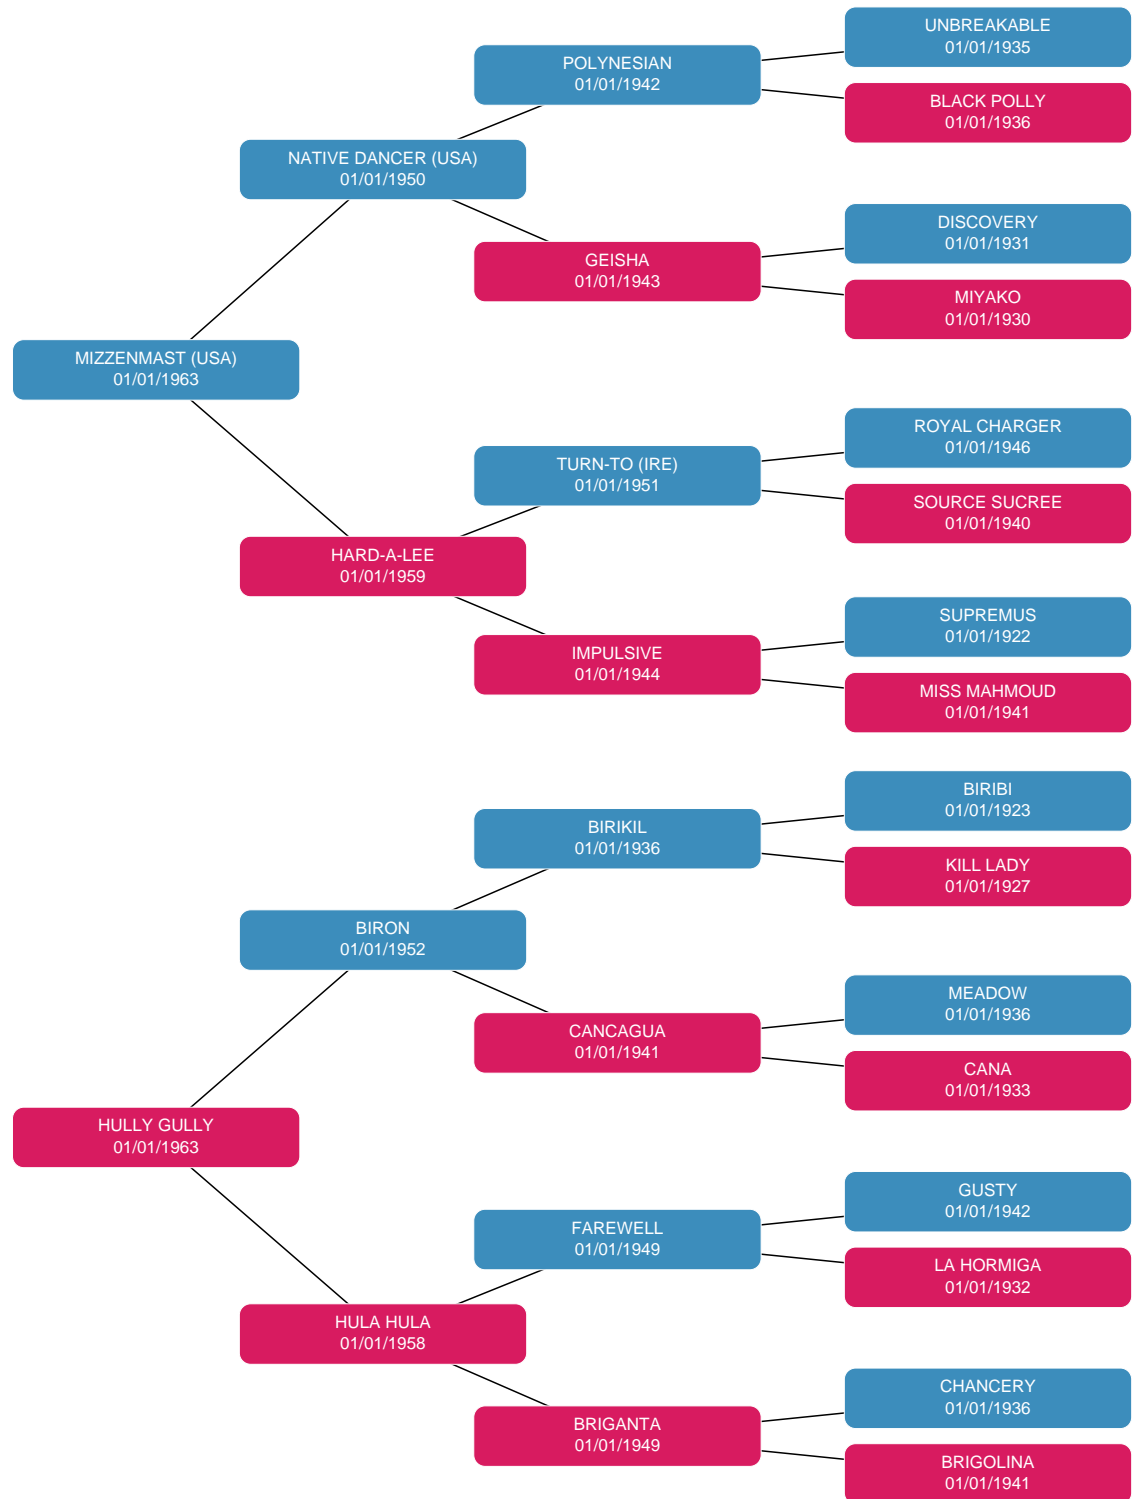 UNBREAKABLE
01/01/1935
POLYNESIAN
01/01/1942
BLACK POLLY
01/01/1936
NATIVE DANCER (USA)
01/01/1950
DISCOVERY
01/01/1931
GEISHA
01/01/1943
MIYAKO
01/01/1930
MIZZENMAST (USA)
01/01/1963
ROYAL CHARGER
01/01/1946
TURN-TO (IRE)
01/01/1951
SOURCE SUCREE
01/01/1940
HARD-A-LEE
01/01/1959
SUPREMUS
01/01/1922
IMPULSIVE
01/01/1944
MISS MAHMOUD
01/01/1941
BIRIBI
01/01/1923
BIRIKIL
01/01/1936
KILL LADY
01/01/1927
BIRON
01/01/1952
MEADOW
01/01/1936
CANCAGUA
01/01/1941
CANA
01/01/1933
HULLY GULLY
01/01/1963
GUSTY
01/01/1942
FAREWELL
01/01/1949
LA HORMIGA
01/01/1932
HULA HULA
01/01/1958
CHANCERY
01/01/1936
BRIGANTA
01/01/1949
BRIGOLINA
01/01/1941